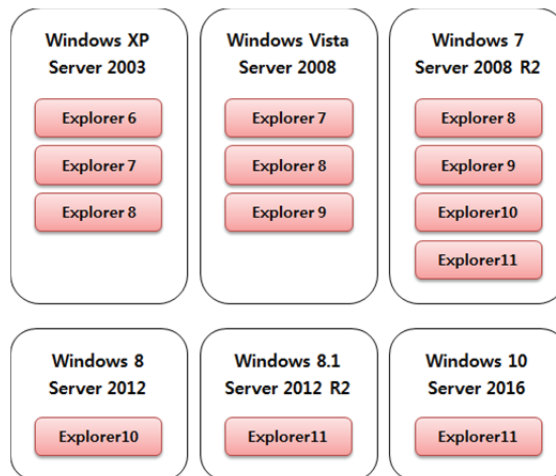 Windows XP
Server 2003
Explorer 6
Explorer 7
Explorer 8
Windows Vista
Server 2008
Explorer 7
Explorer 8
Explorer 9
Windows 7
Server 2008 R2
Explorer 8
Explorer 9
Explorer10
Explorer11
Windows 8
Server 2012
Explorer10
Windows 8.1
Server 2012 R2
Explorer11
Windows 10
Server 2016
Explorer11